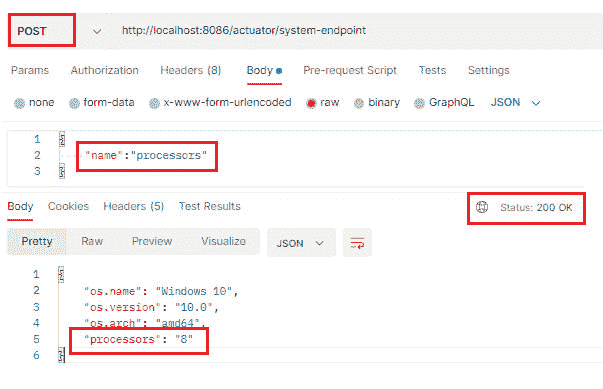 POST http://localhost:8086/actuator/system-endpoint
Params Authorization Headers (8) Body Pre-request Script Tests Settings
none form-data x-www-form-urlencoded raw binary GraphQL JSON
1 {
2 "name":"processors"
3 }
Body Cookies Headers (5) Test Results Status: 200 OK
Pretty Raw Preview Visualize JSON
1 {
2 "os.name": "Windows 10",
3 "os.version": "10.0",
4 "os.arch": "amd64",
5 "processors": "8"
6 }